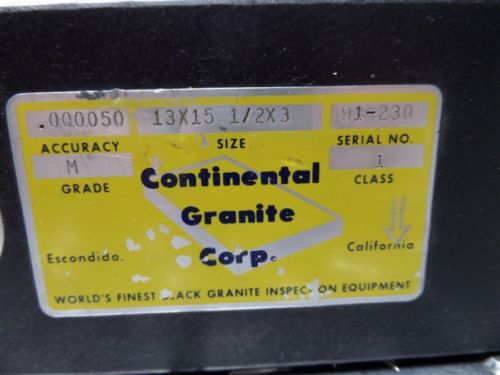 .000050 13X15 1/2X3 91-230
ACCURACY SIZE SERIAL NO.
M 1
GRADE CLASS
Continental
Granite
Corp.
Escondido. California
WORLD'S FINEST BLACK GRANITE INSPECTION EQUIPMENT